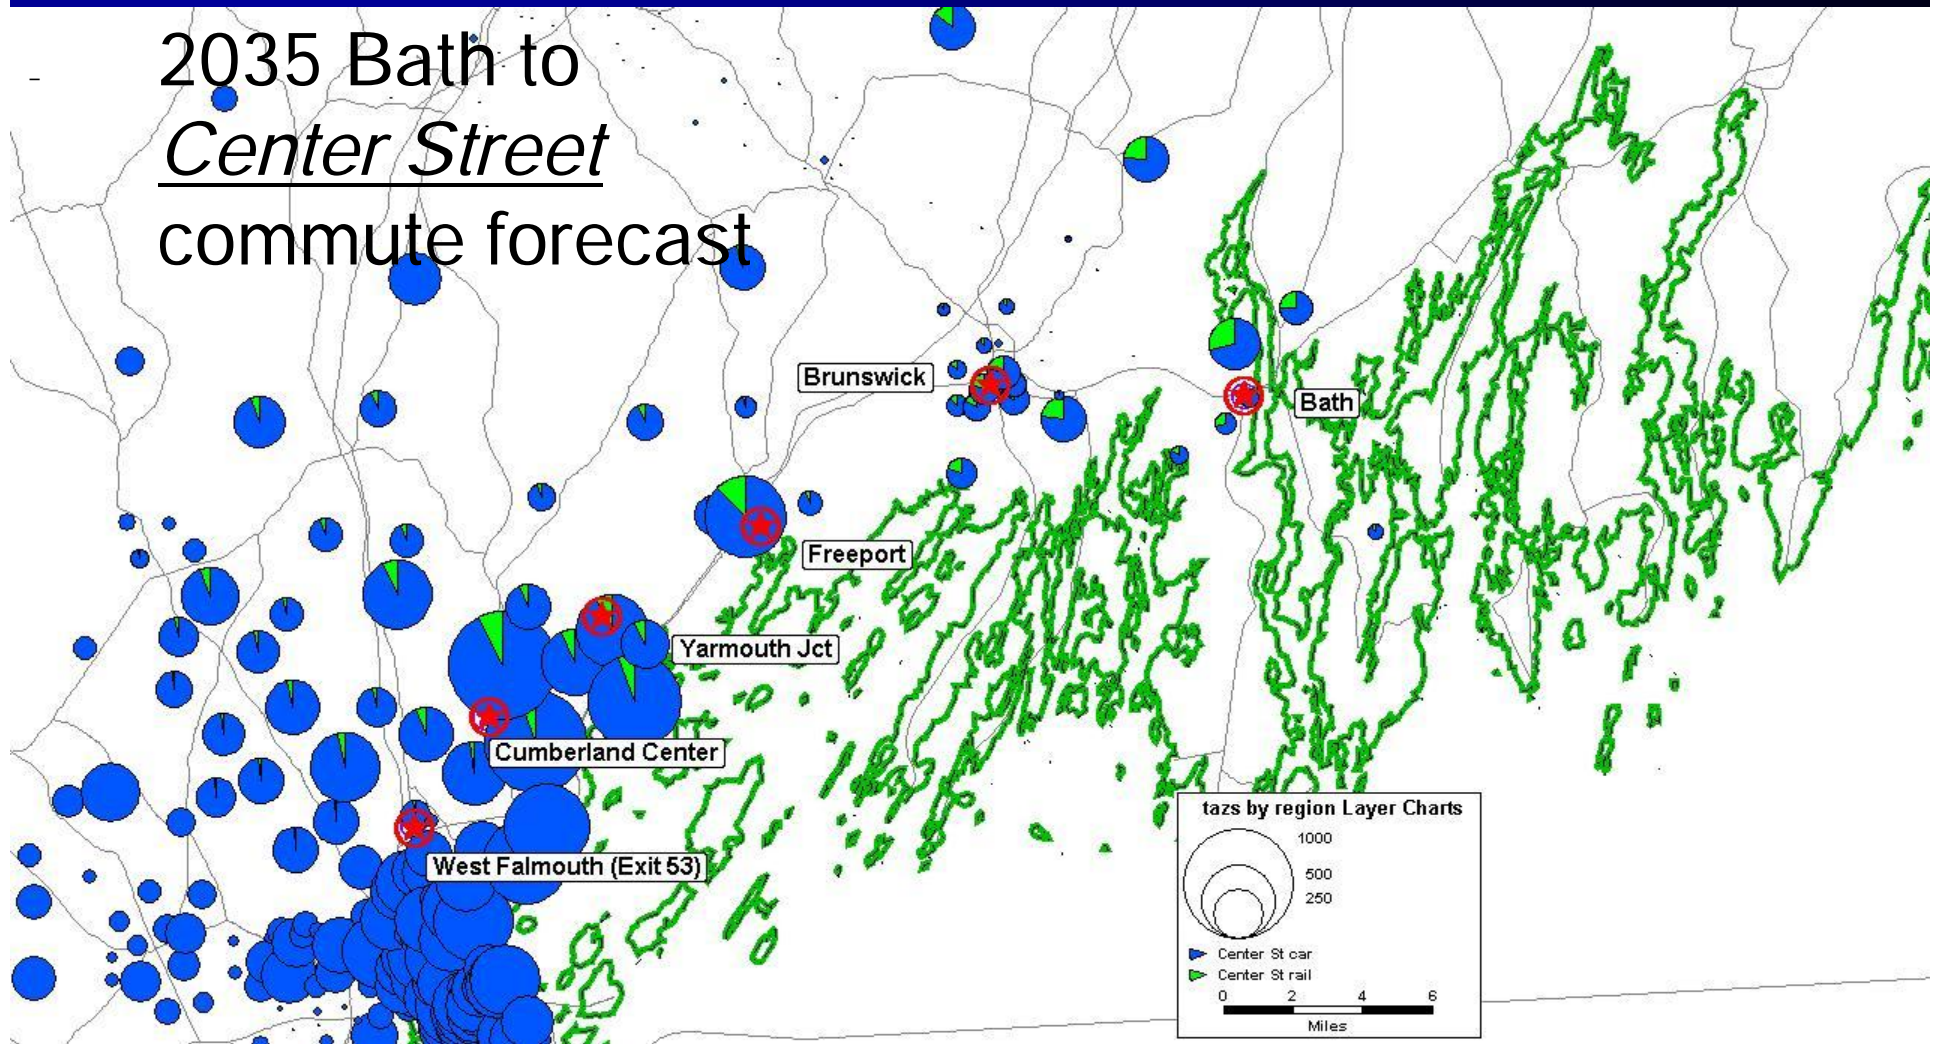 2035 Bath to
Center Street
commute forecast
Brunswick
Bath
Freeport
Yarmouth Jct
Cumberland Center
West Falmouth (Exit 53)
tazs by region Layer Charts
1000
500
250
Center St car
Center St rail
0 2 4 6
Miles